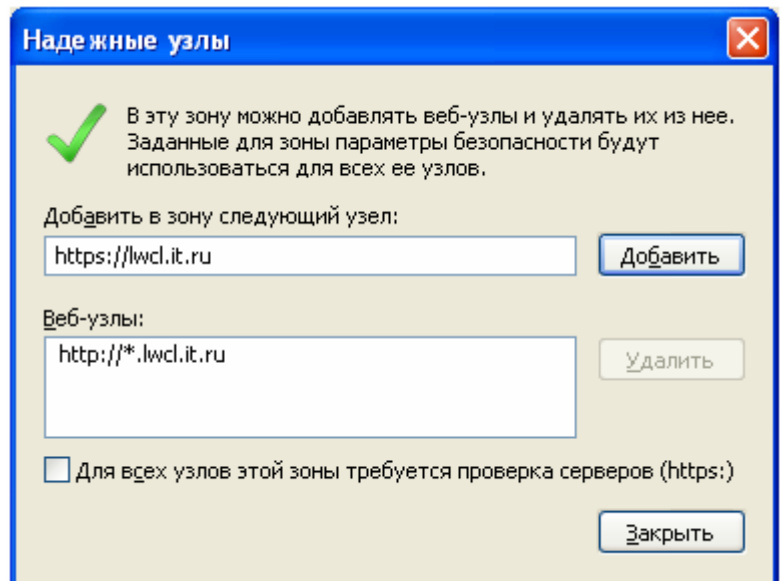 Надежные узлы
В эту зону можно добавлять веб-узлы и удалять их из нее.
Заданные для зоны параметры безопасности будут
использоваться для всех ее узлов.
Добавить в зону следующий узел:
https://lwcl.it.ru
Добавить
Веб-узлы:
http://*.lwcl.it.ru
Удалить
Для всех узлов этой зоны требуется проверка серверов (https:)
Закрыть